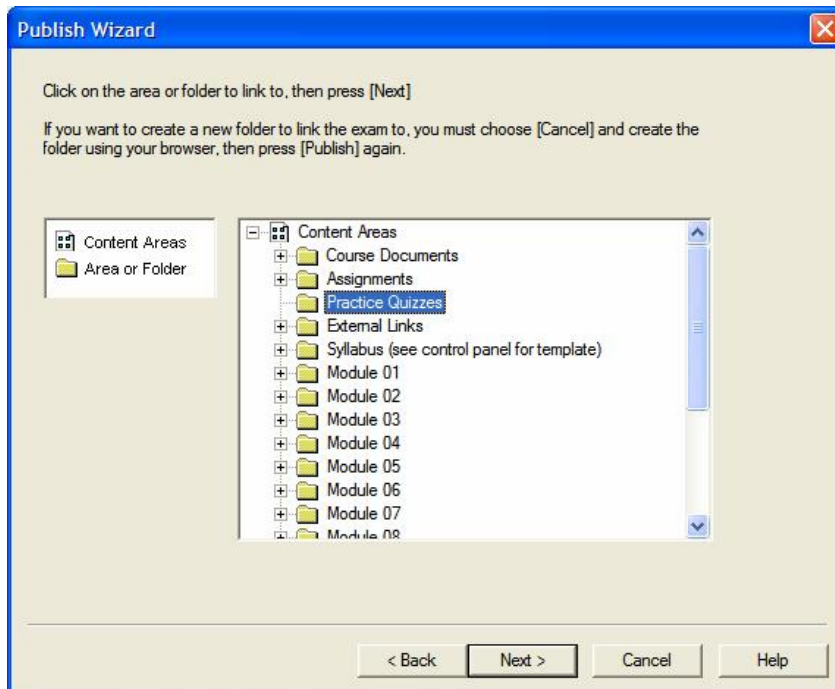 Publish Wizard
Click on the area or folder to link to, then press [Next]
If you want to create a new folder to link the exam to, you must choose [Cancel] and create the
folder using your browser, then press [Publish] again.
Content Areas
Area or Folder
Content Areas
Course Documents
Assignments
Practice Quizzes
External Links
Syllabus (see control panel for template)
Module 01
Module 02
Module 03
Module 04
Module 05
Module 06
Module 07
Module 08
< Back
Next >
Cancel
Help